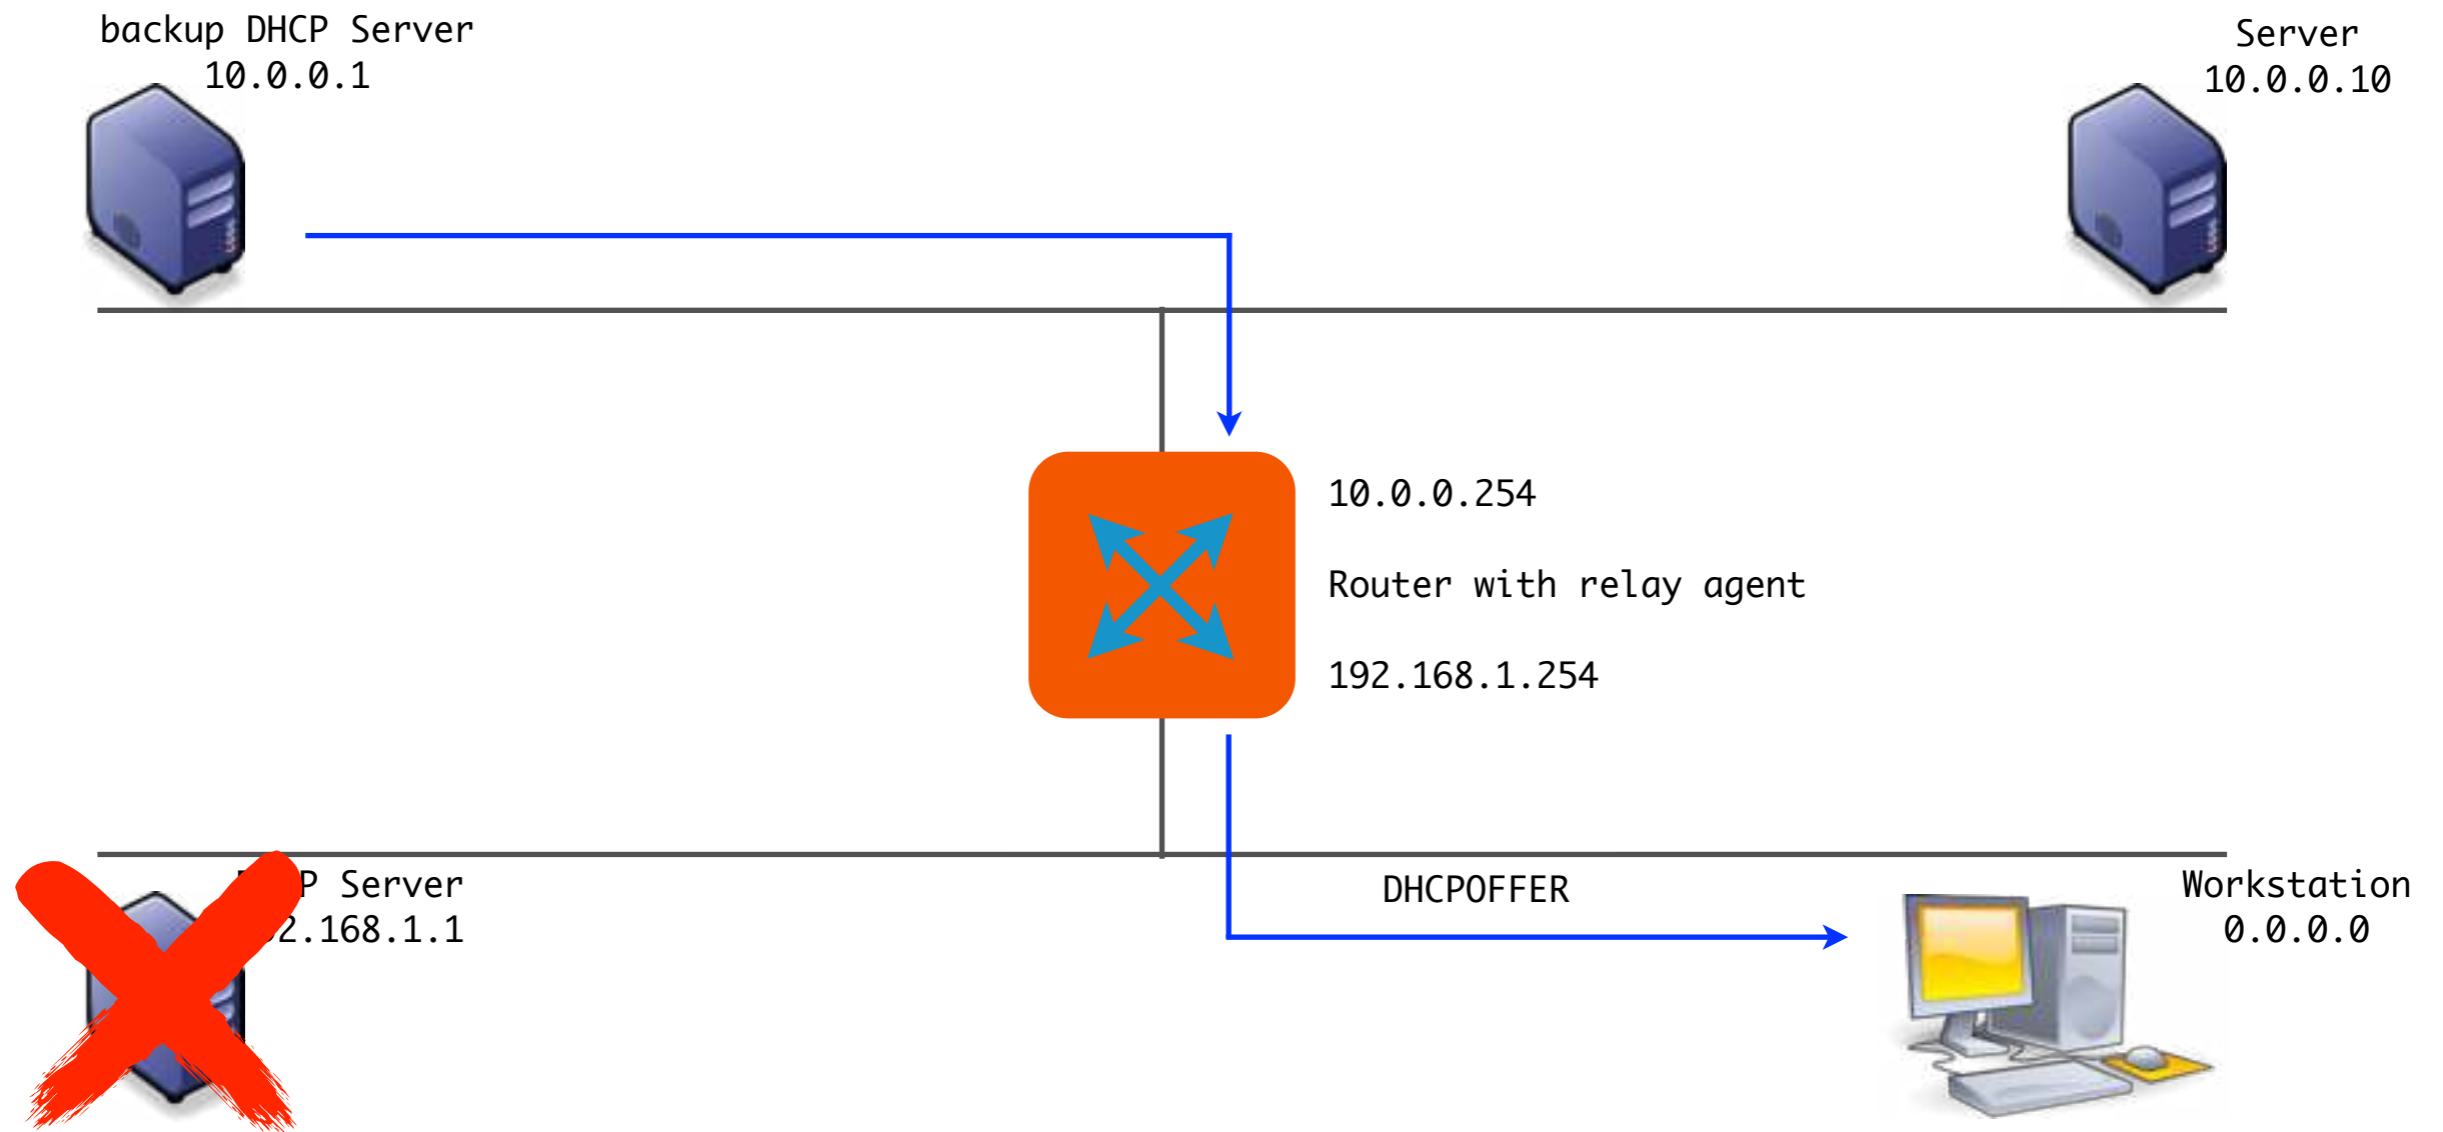 backup DHCP Server
10.0.0.1
Server
10.0.0.10
10.0.0.254
Router with relay agent
192.168.1.254
P Server
2.168.1.1
DHCPOFFER
Workstation
0.0.0.0